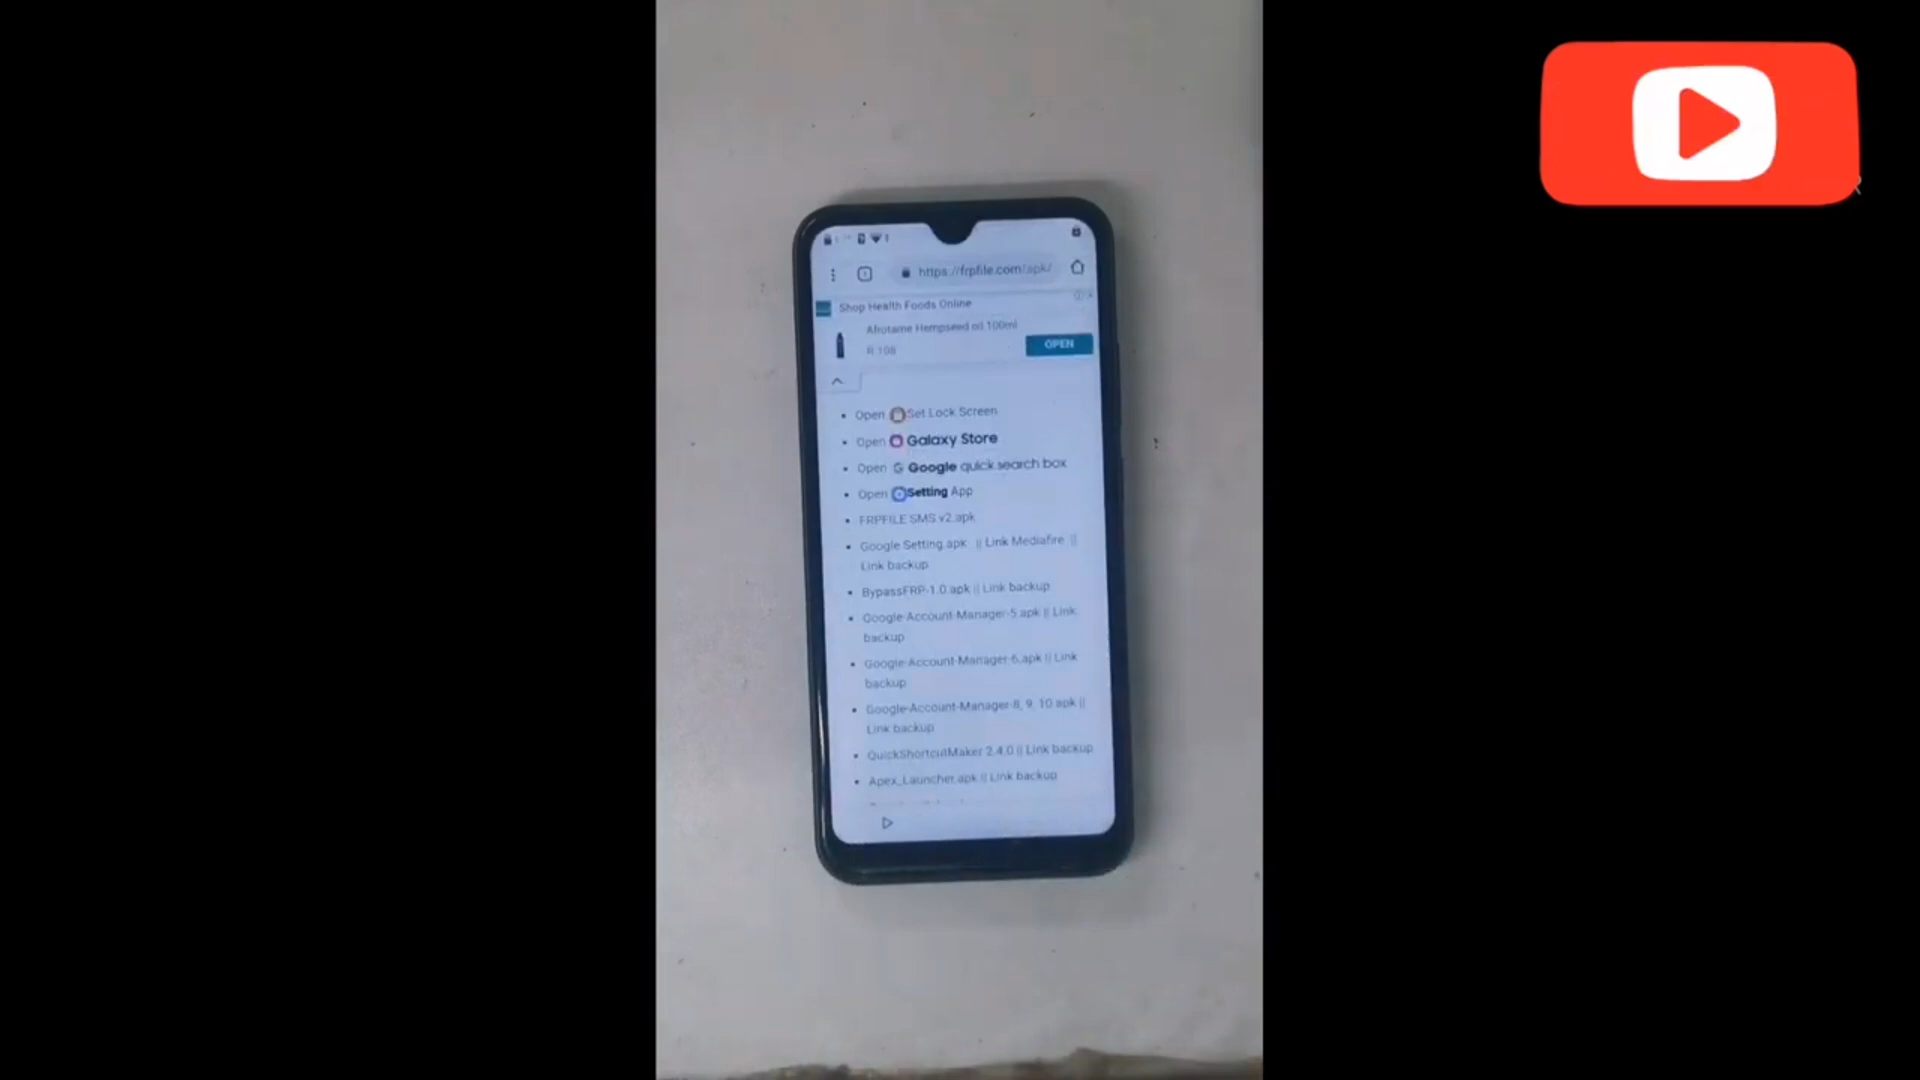 https://frpfile.com/apk/
Shop Health Foods Online
Hempseed oil 100ml
R 108
OPEN
Open Set Lock Screen
Open Galaxy Store
Open G Google quick search box
Open Setting App
FRPFILE SMS v2.apk
Google Setting.apk || Link Mediafire ||
Link backup
BypassFRP-1.0.apk || Link backup
Google-Account-Manager-5.apk || Link
backup
Google-Account-Manager-6.apk || Link
backup
Google-Account-Manager-8, 9, 10 apk ||
Link backup
QuickShortcutMaker 2.4.0 || Link backup
Apex_Launcher.apk || Link backup